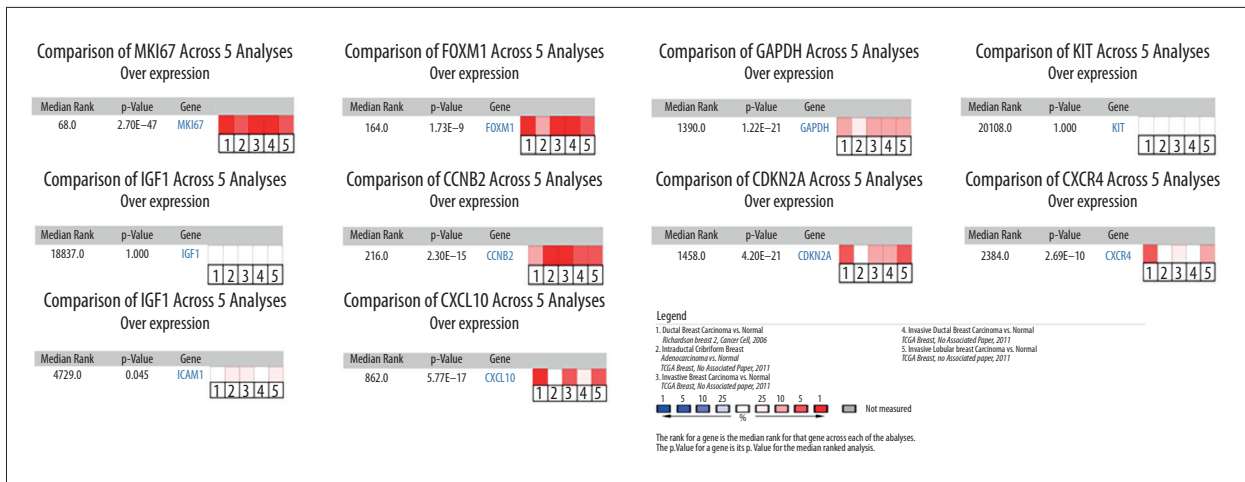 Comparison of MKI67 Across 5 Analyses
Over expression
Median Rank p-Value Gene
68.0 2.70E–47 MKI67
1 2 3 4 5
Comparison of FOXM1 Across 5 Analyses
Over expression
Median Rank p-Value Gene
164.0 1.73E–9 FOXM1
1 2 3 4 5
Comparison of GAPDH Across 5 Analyses
Over expression
Median Rank p-Value Gene
1390.0 1.22E–21 GAPDH
1 2 3 4 5
Comparison of KIT Across 5 Analyses
Over expression
Median Rank p-Value Gene
20108.0 1.000 KIT
1 2 3 4 5
Comparison of IGF1 Across 5 Analyses
Over expression
Median Rank p-Value Gene
18837.0 1.000 IGF1
1 2 3 4 5
Comparison of CCNB2 Across 5 Analyses
Over expression
Median Rank p-Value Gene
216.0 2.30E–15 CCNB2
1 2 3 4 5
Comparison of CDKN2A Across 5 Analyses
Over expression
Median Rank p-Value Gene
1458.0 4.20E–21 CDKN2A
1 2 3 4 5
Comparison of CXCR4 Across 5 Analyses
Over expression
Median Rank p-Value Gene
2384.0 2.69E–10 CXCR4
1 2 3 4 5
Comparison of IGF1 Across 5 Analyses
Over expression
Median Rank p-Value Gene
4729.0 0.045 ICAM1
1 2 3 4 5
Comparison of CXCL10 Across 5 Analyses
Over expression
Median Rank p-Value Gene
862.0 5.77E–17 CXCL10
1 2 3 4 5
Legend
1. Ductal Breast Carcinoma vs. Normal
Richardson breast 2, Cancer Cell, 2006
2. Intraductal Cribriform Breast
Adenocarcinoma vs. Normal
TCGA Breast, No Associated Paper, 2011
3. Invastive Breast Carcinoma vs. Normal
TCGA Breast, No Associated paper, 2011
4. Invasive Ductal Breast Carcinoma vs. Normal
TCGA Breast, No Associated Paper, 2011
5. Invasive Lobular breast Carcinoma vs. Normal
TCGA Breast, no Associated paper, 2011
1 5 10 25 25 10 5 1
Not measured
%
The rank for a gene is the median rank for that gene across each of the abalyses.
The p.Value for a gene is its p. Value for the median ranked analysis.